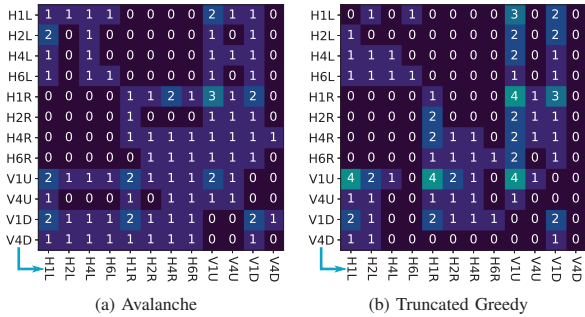 H1L 1 1 1 1 0 0 0 0 2 1 1 0
H2L 2 0 1 0 0 0 0 0 1 0 1 0
H4L 1 0 1 0 0 0 0 0 1 1 1 0
H6L 1 0 1 1 0 0 0 0 1 0 1 0
H1R 0 0 0 0 1 1 2 1 3 1 2 0
H2R 0 0 0 0 1 0 0 0 1 1 1 0
H4R 0 0 0 0 1 1 1 1 1 1 1 1
H6R 0 0 0 0 0 1 1 1 1 1 1 0
V1U 2 1 1 1 2 1 1 1 2 1 0 0
V4U 1 0 0 1 1 1 1 1 1 0 0 0
V1D 2 1 1 1 2 1 1 1 0 0 2 1
V4D 1 1 1 1 1 1 1 0 0 0 1 0
H1L H2L H4L H6L H1R H2R H4R H6R V1U V4U V1D V4D
(a) Avalanche
H1L 0 1 0 1 0 0 0 0 3 0 2 0
H2L 1 0 0 0 0 0 0 0 2 0 2 0
H4L 1 1 1 0 0 0 0 0 2 0 1 0
H6L 1 1 1 1 0 0 0 0 1 0 1 0
H1R 0 0 0 0 1 0 0 0 4 1 3 0
H2R 0 0 0 0 2 0 0 0 2 1 1 0
H4R 0 0 0 0 2 1 1 0 2 1 1 0
H6R 0 0 0 0 1 1 1 1 2 0 1 0
V1U 4 2 1 0 4 2 1 0 4 1 0 0
V4U 1 1 0 0 1 1 0 0 1 1 0 0
V1D 2 1 0 0 2 1 1 1 0 0 2 0
V4D 1 1 0 0 0 0 0 0 0 0 1 0
H1L H2L H4L H6L H1R H2R H4R H6R V1U V4U V1D V4D
(b) Truncated Greedy